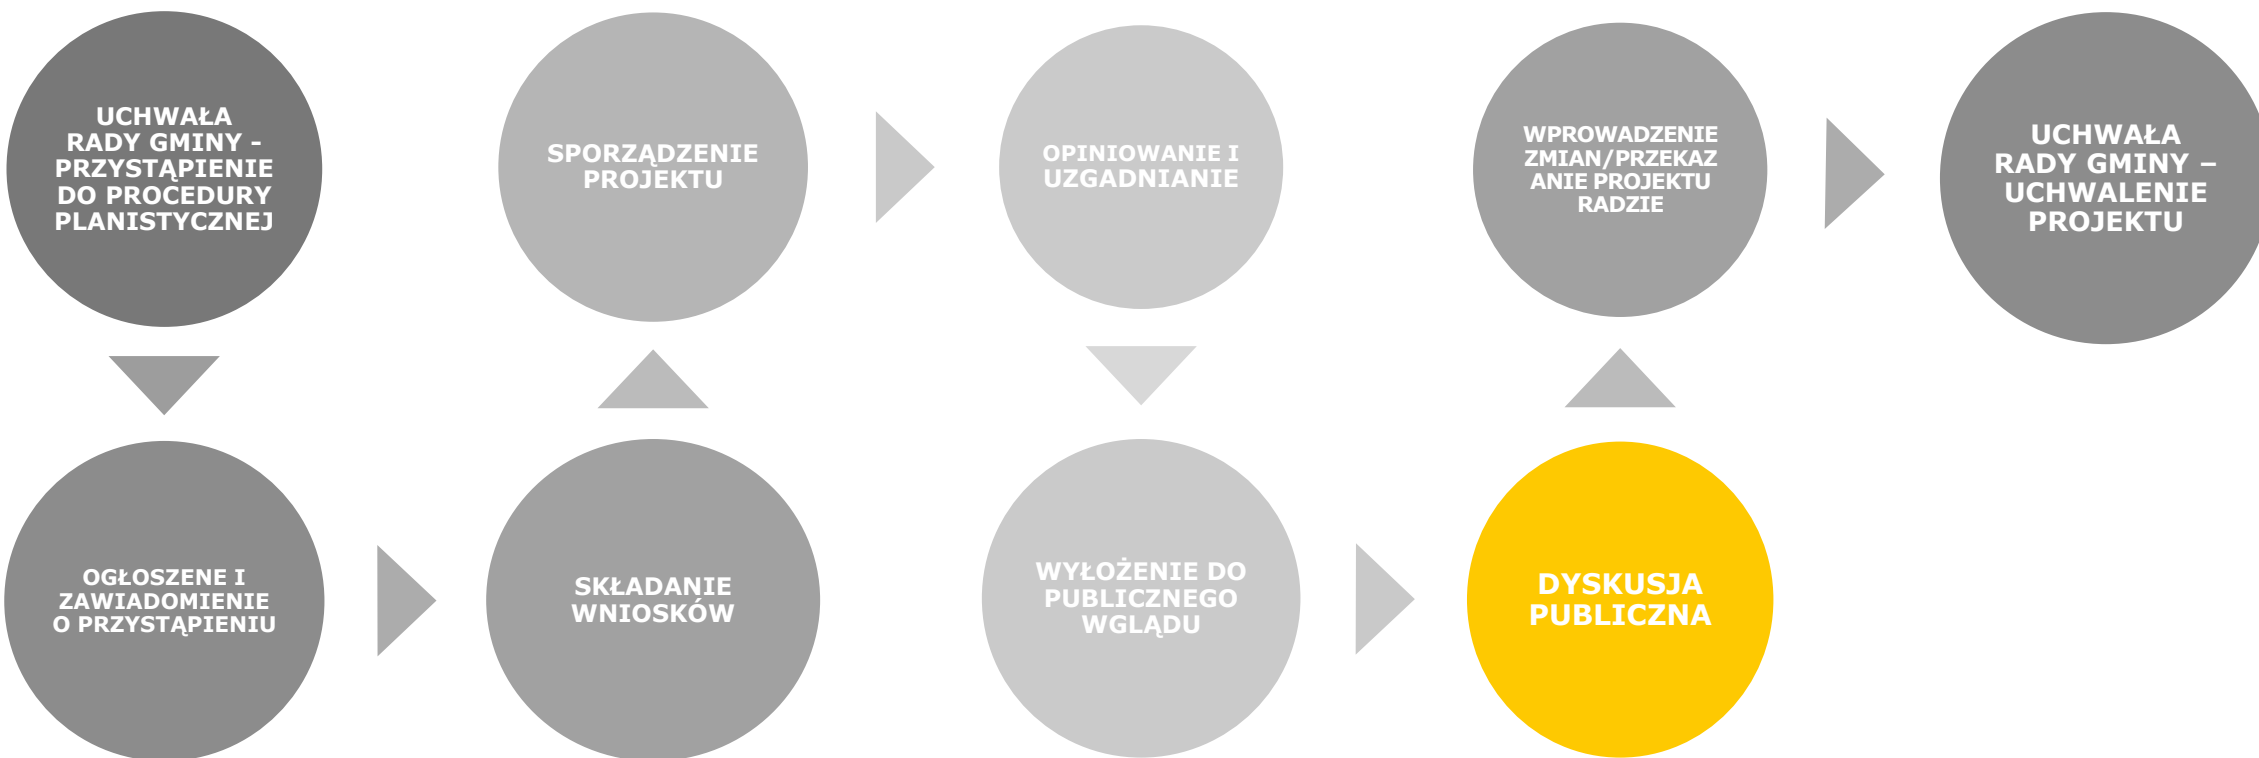 UCHWAŁA
RADY GMINY -
PRZYSTĄPIENIE
DO PROCEDURY
PLANISTYCZNEJ
OGŁOSZENE I
ZAWIADOMIENIE
O PRZYSTĄPIENIU
SKŁADANIE
WNIOSKÓW
SPORZĄDZENIE
PROJEKTU
OPINIOWANIE I
UZGADNIANIE
WYŁOŻENIE DO
PUBLICZNEGO
WGLĄDU
DYSKUSJA
PUBLICZNA
WPROWADZENIE
ZMIAN/PRZEKAZ
ANIE PROJEKTU
RADZIE
UCHWAŁA
RADY GMINY –
UCHWALENIE
PROJEKTU